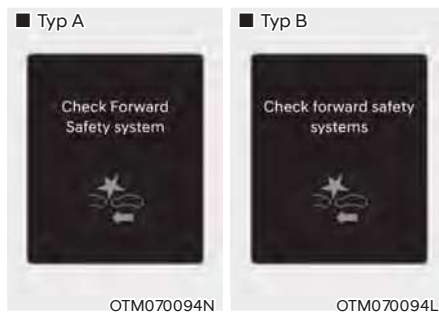 ■ Typ A
Check Forward
Safety system
OTM070094N
■ Typ B
Check forward safety
systems
OTM070094L